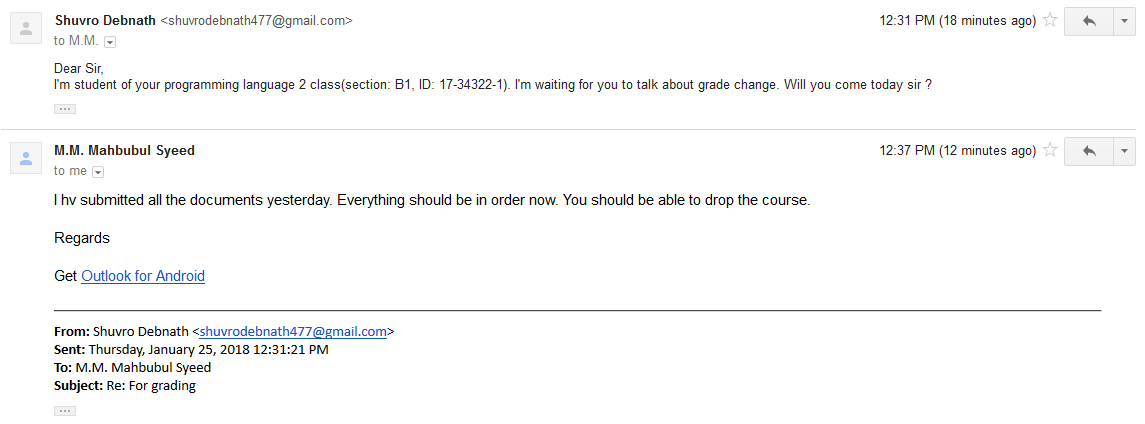 Shuvro Debnath <shuvrodebnath477@gmail.com> 12:31 PM (18 minutes ago)
to M.M.
Dear Sir,
I'm student of your programming language 2 class(section: B1, ID: 17-34322-1). I'm waiting for you to talk about grade change. Will you come today sir ?
M.M. Mahbubul Syeed 12:37 PM (12 minutes ago)
to me
I hv submitted all the documents yesterday. Everything should be in order now. You should be able to drop the course.
Regards
Get Outlook for Android
From: Shuvro Debnath <shuvrodebnath477@gmail.com>
Sent: Thursday, January 25, 2018 12:31:21 PM
To: M.M. Mahbubul Syeed
Subject: Re: For grading